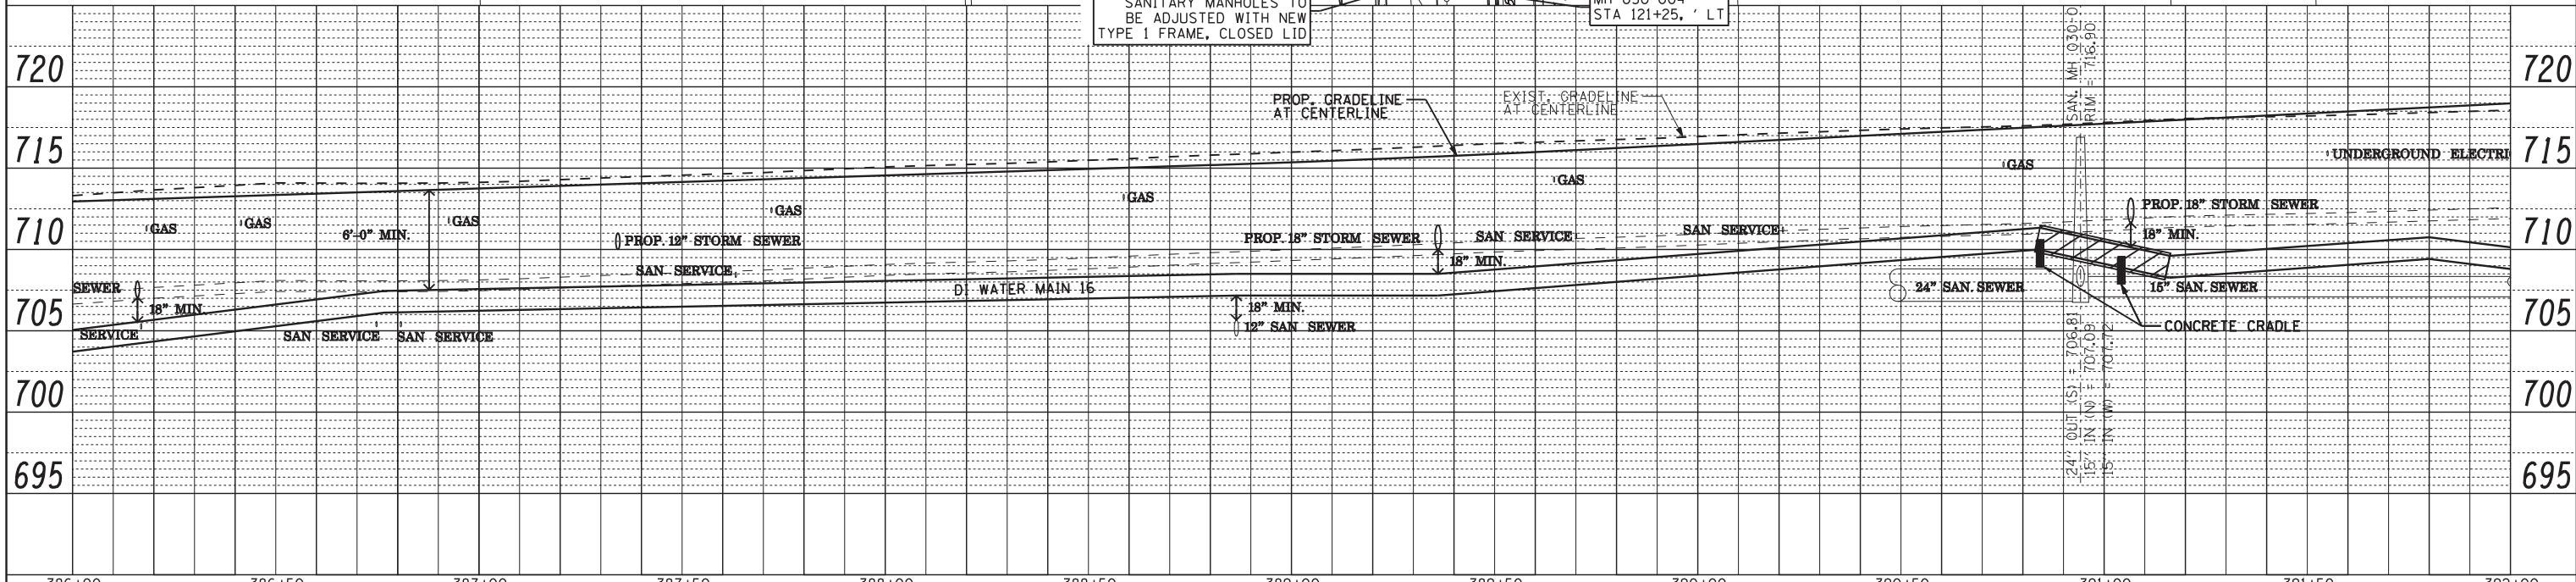 SANITARY MANHOLES TO
BE ADJUSTED WITH NEW
TYPE 1 FRAME, CLOSED LID
STA 121+25, ' LT
SAN. MH 030-0
RIM = 716.90
720
720
PROP. GRADELINE
AT CENTERLINE
EXIST. GRADELINE
AT CENTERLINE
715
715
GAS
UNDERGROUND ELECTRI
GAS
GAS
GAS
GAS
GAS
GAS
PROP. 18" STORM SEWER
710
710
6'-0" MIN.
PROP. 12" STORM SEWER
PROP. 18" STORM SEWER
SAN SERVICE
SAN SERVICE
18" MIN.
SAN SERVICE
18" MIN.
SEWER
DI WATER MAIN 16
24" SAN. SEWER
15" SAN. SEWER
705
705
18" MIN.
18" MIN.
12" SAN SEWER
CONCRETE CRADLE
SERVICE
SAN SERVICE
SAN SERVICE
24" OUT (S) = 706.81
15" IN (N) = 707.09
15" IN (W) = 707.72
700
700
695
695